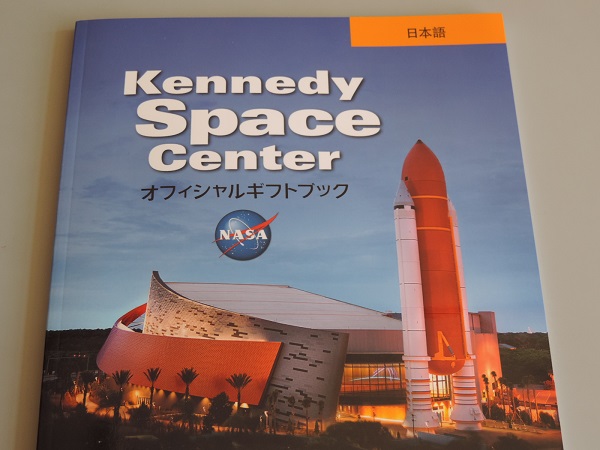 日本語
Kennedy
Space
Center
オフィシャルギフトブック
NASA